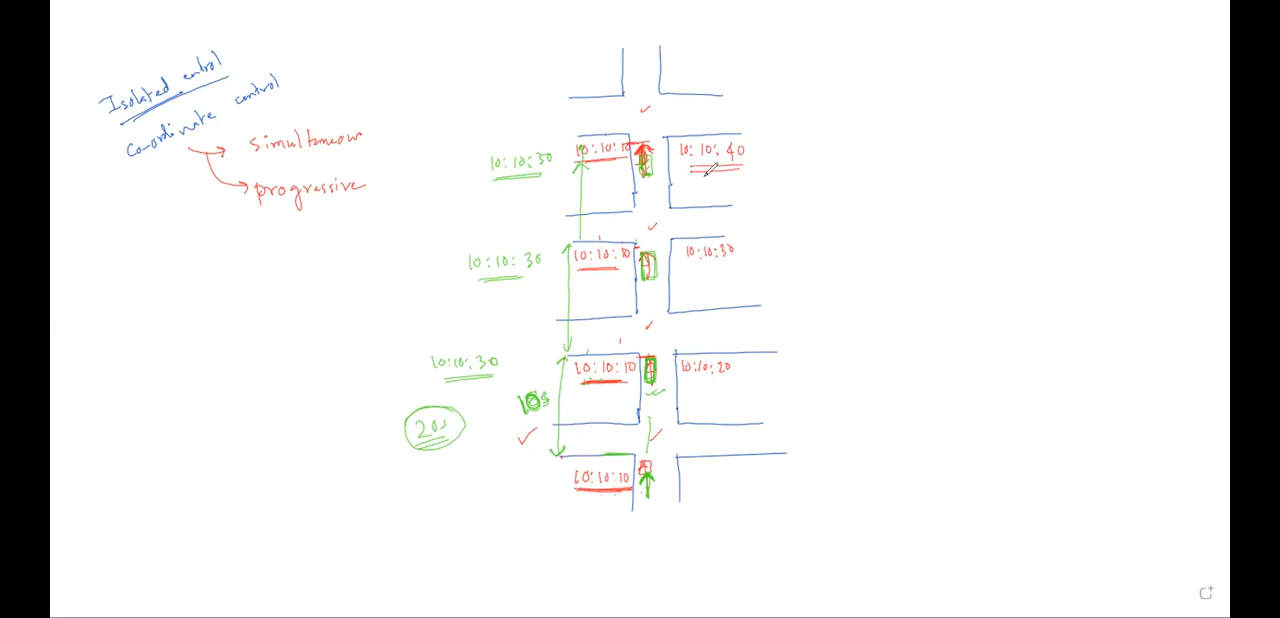 Isolated control
Co-ordinate control
Simultaneous
progressive
10:10:30
10:10:10
10:10:40
10:10:30
10:10:10
10:10:30
10:10:30
10:10:10
10:10:20
10s
20s
10:10:10